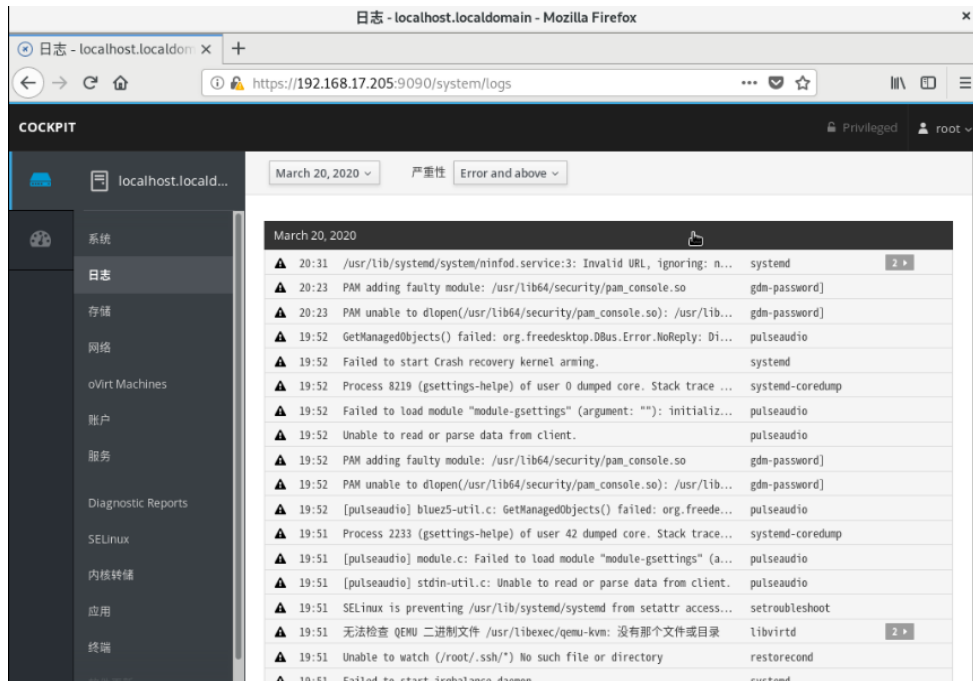 日志 - localhost.localdomain - Mozilla Firefox
日志 - localhost.localdom
https://192.168.17.205:9090/system/logs
COCKPIT
Privileged
root
localhost.locald...
March 20, 2020
严重性
Error and above
系统
日志
存储
网络
oVirt Machines
账户
服务
Diagnostic Reports
SELinux
内核转储
应用
终端
March 20, 2020
20:31 /usr/lib/systemd/system/ninfod.service:3: Invalid URL, ignoring: n... systemd 2
20:23 PAM adding faulty module: /usr/lib64/security/pam_console.so gdm-password]
20:23 PAM unable to dlopen(/usr/lib64/security/pam_console.so): /usr/lib... gdm-password]
19:52 GetManagedObjects() failed: org.freedesktop.DBus.Error.NoReply: Di... pulseaudio
19:52 Failed to start Crash recovery kernel arming. systemd
19:52 Process 8219 (gsettings-helpe) of user 0 dumped core. Stack trace ... systemd-coredump
19:52 Failed to load module "module-gsettings" (argument: ""): initializ... pulseaudio
19:52 Unable to read or parse data from client. pulseaudio
19:52 PAM adding faulty module: /usr/lib64/security/pam_console.so gdm-password]
19:52 PAM unable to dlopen(/usr/lib64/security/pam_console.so): /usr/lib... gdm-password]
19:52 [pulseaudio] bluez5-util.c: GetManagedObjects() failed: org.freede... pulseaudio
19:51 Process 2233 (gsettings-helpe) of user 42 dumped core. Stack trace... systemd-coredump
19:51 [pulseaudio] module.c: Failed to load module "module-gsettings" (a... pulseaudio
19:51 [pulseaudio] stdin-util.c: Unable to read or parse data from client. pulseaudio
19:51 SELinux is preventing /usr/lib/systemd/systemd from setattr access... setroubleshoot
19:51 无法检查 QEMU 二进制文件 /usr/libexec/qemu-kvm: 没有那个文件或目录 libvirtd 2
19:51 Unable to watch (/root/.ssh/*) No such file or directory restorecond
19:51 Failed to start irqbalance daemon. systemd